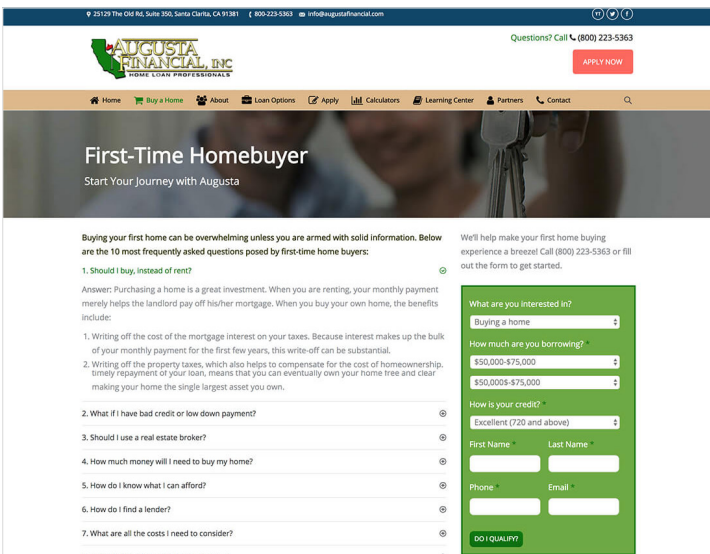 25129 The Old Rd, Suite 350, Santa Clarita, CA 91381 800-223-5363 info@augustafinancial.com
Questions? Call (800) 223-5363
AUGUSTA
FINANCIAL, INC
HOME LOAN PROFESSIONALS
APPLY NOW
Home Buy a Home About Loan Options Apply Calculators Learning Center Partners Contact
First-Time Homebuyer
Start Your Journey with Augusta
Buying your first home can be overwhelming unless you are armed with solid information. Below
are the 10 most frequently asked questions posed by first-time home buyers:
1. Should I buy, instead of rent?
Answer: Purchasing a home is a great investment. When you are renting, your monthly payment
merely helps the landlord pay off his/her mortgage. When you buy your own home, the benefits
include:
1. Writing off the cost of the mortgage interest on your taxes. Because interest makes up the bulk
of your monthly payment for the first few years, this write-off can be substantial.
2. Writing off the property taxes, which also helps to compensate for the cost of homeownership.
timely repayment of your loan, means that you can eventually own your home free and clear
making your home the single largest asset you own.
2. What if I have bad credit or low down payment?
3. Should I use a real estate broker?
4. How much money will I need to buy my home?
5. How do I know what I can afford?
6. How do I find a lender?
7. What are all the costs I need to consider?
We'll help make your first home buying
experience a breeze! Call (800) 223-5363 or fill
out the form to get started.
What are you interested in?
Buying a home
How much are you borrowing? *
$50,000-$75,000
$50,000$-$75,000
How is your credit? *
Excellent (720 and above)
First Name * Last Name *
Phone * Email *
DO I QUALIFY?